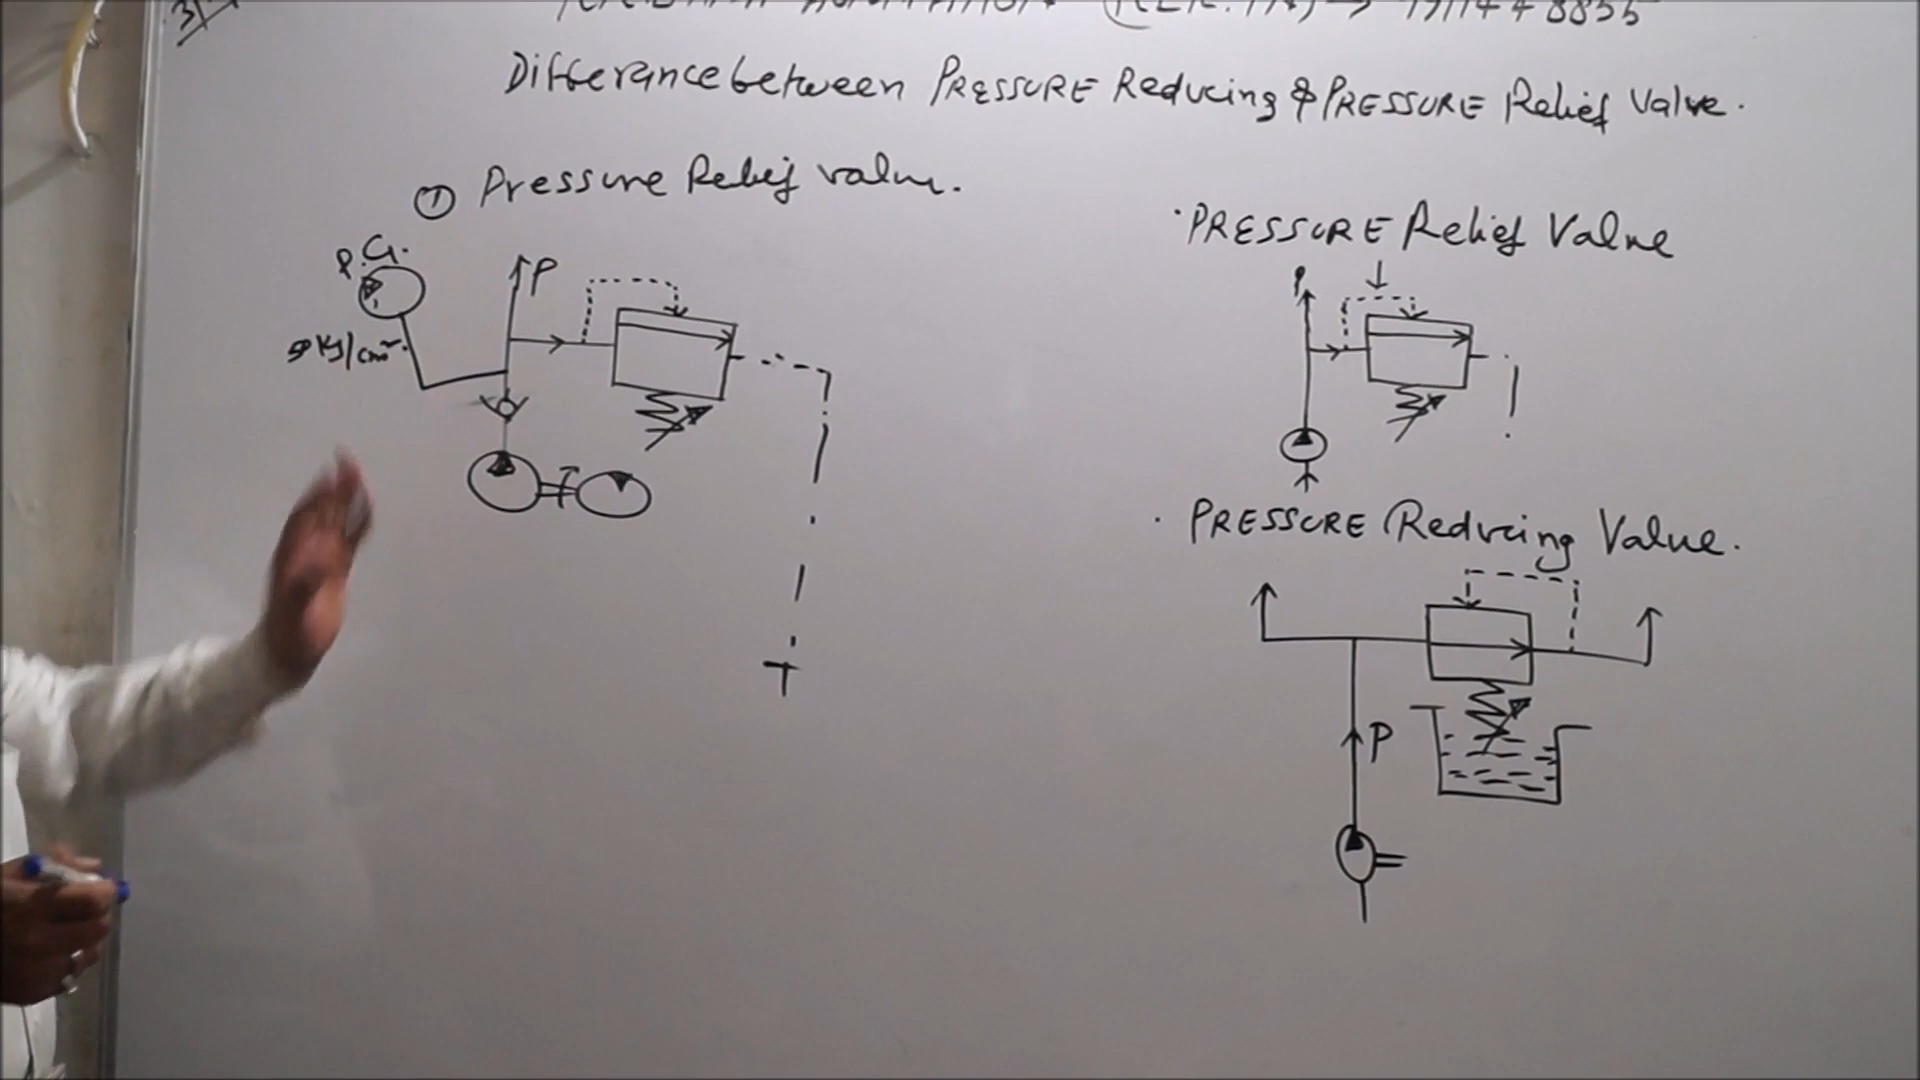 Differance between PRESSURE Reducing & PRESSURE Relief Valve.
① Pressure Relief valve.
P.G.
Kg/cm²
P
T
· PRESSURE Relief Valve
P
· PRESSURE Reducing Valve.
P